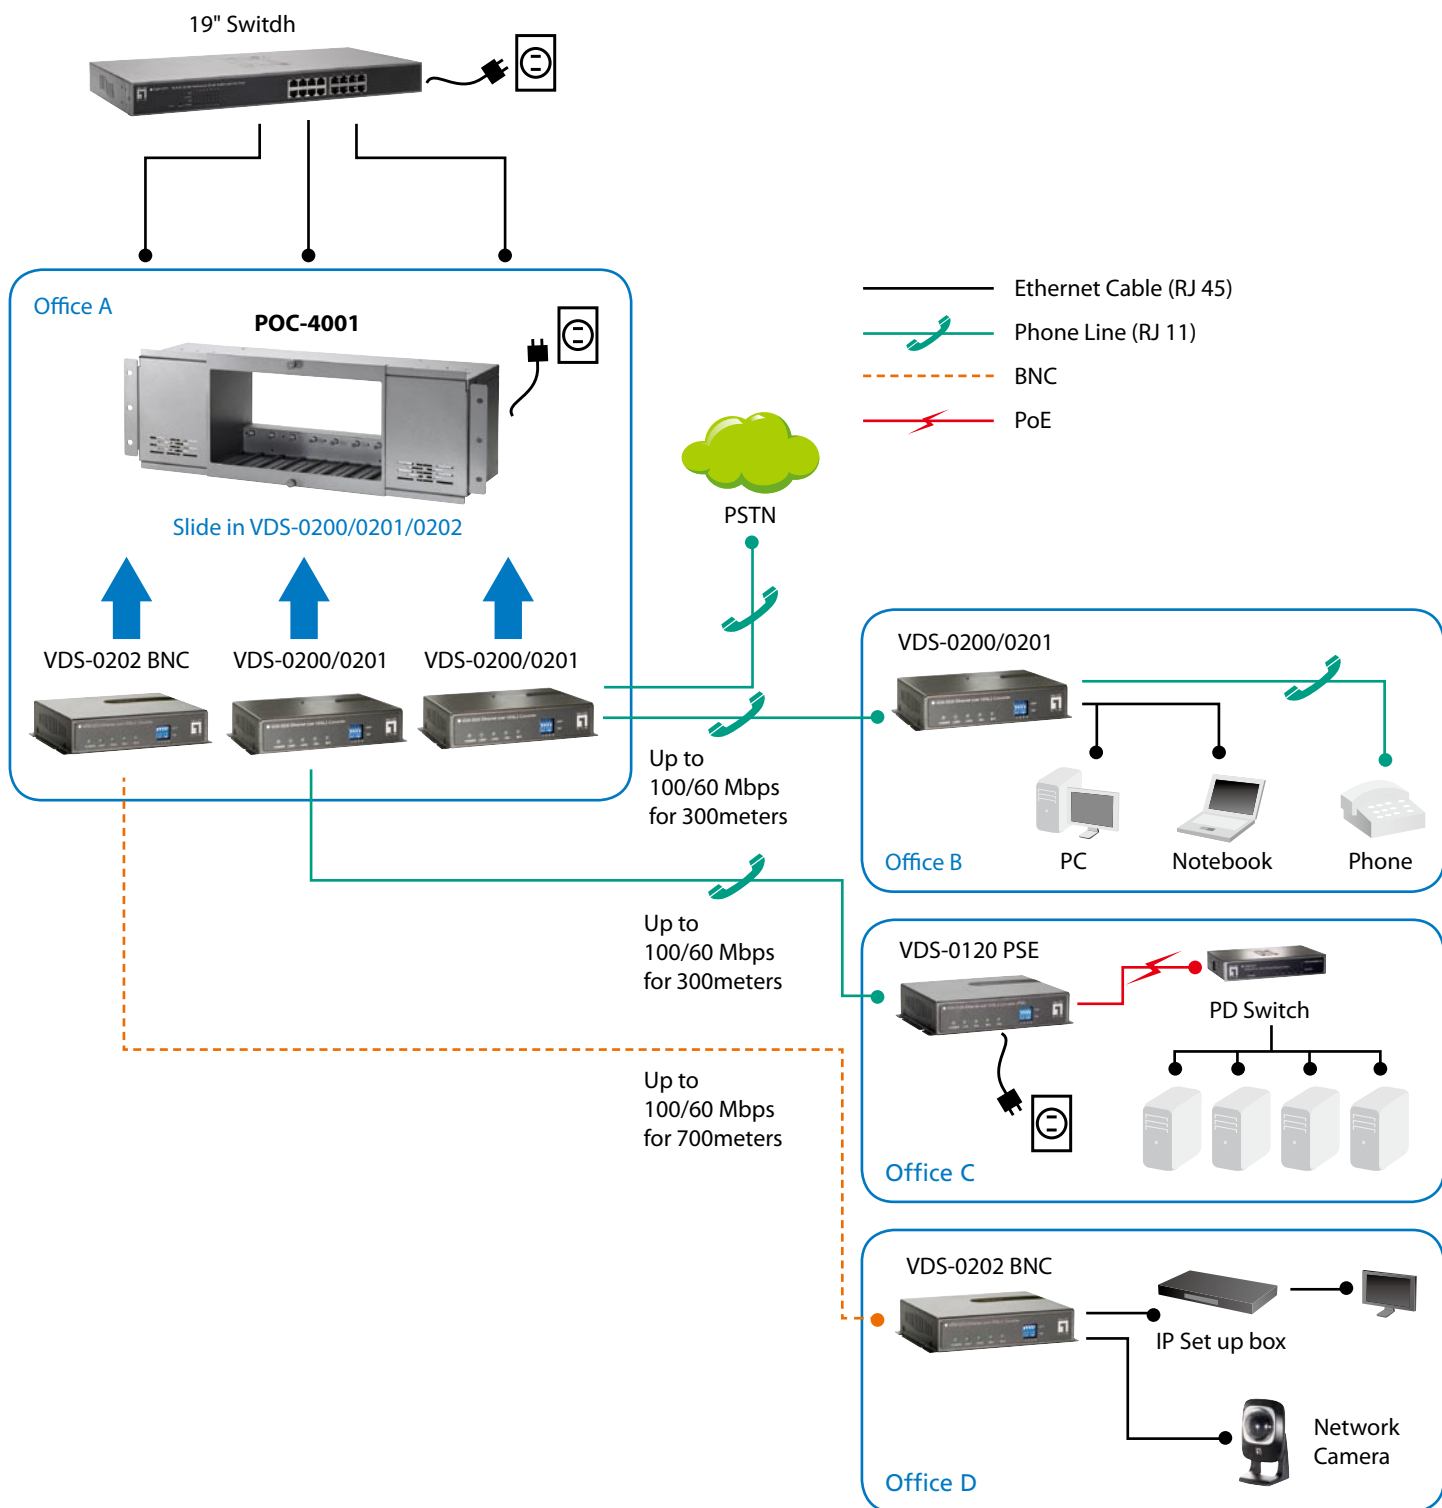 19" Switdh
Office A
POC-4001
Slide in VDS-0200/0201/0202
VDS-0202 BNC
VDS-0200/0201
VDS-0200/0201
Ethernet Cable (RJ 45)
Phone Line (RJ 11)
BNC
PoE
PSTN
Up to
100/60 Mbps
for 300meters
VDS-0200/0201
Office B
PC
Notebook
Phone
Up to
100/60 Mbps
for 300meters
VDS-0120 PSE
PD Switch
Office C
Up to
100/60 Mbps
for 700meters
VDS-0202 BNC
IP Set up box
Network
Camera
Office D